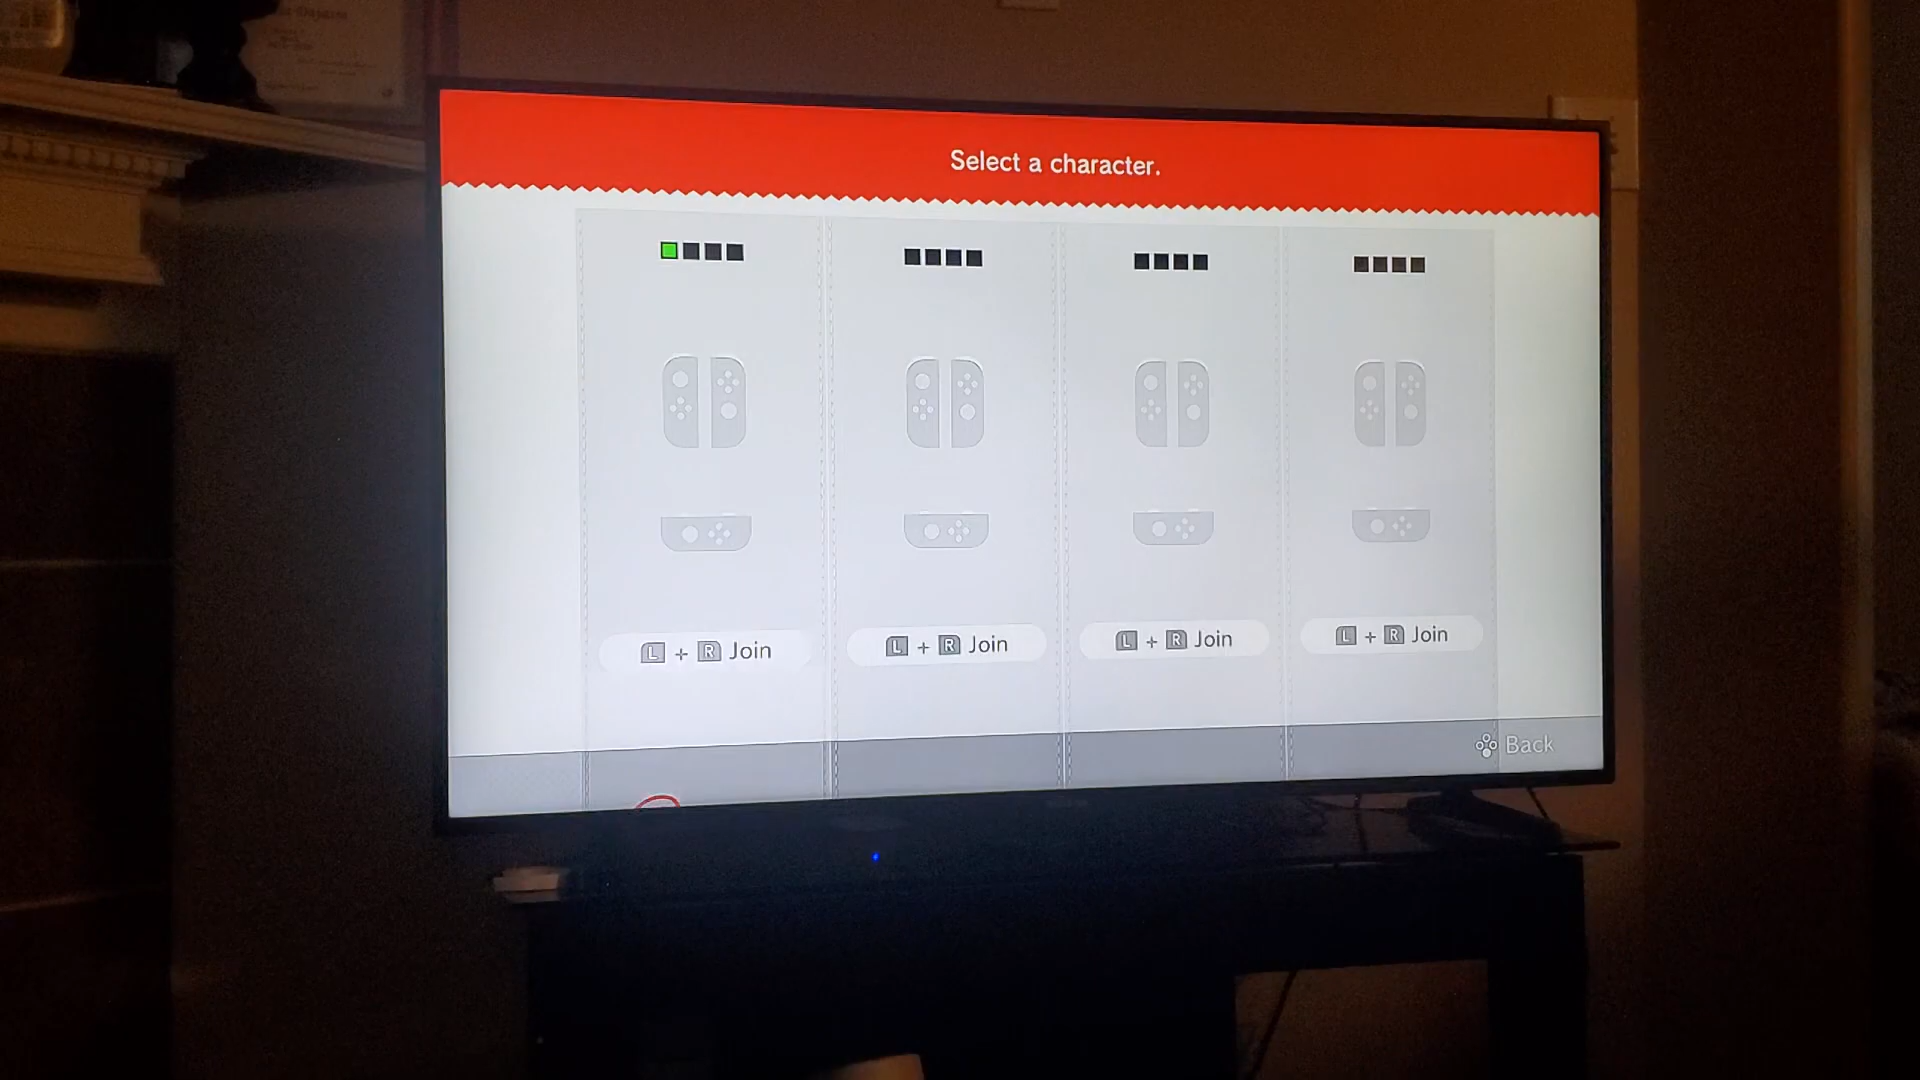 Select a character.
L + R Join
L + R Join
L + R Join
L + R Join
Back